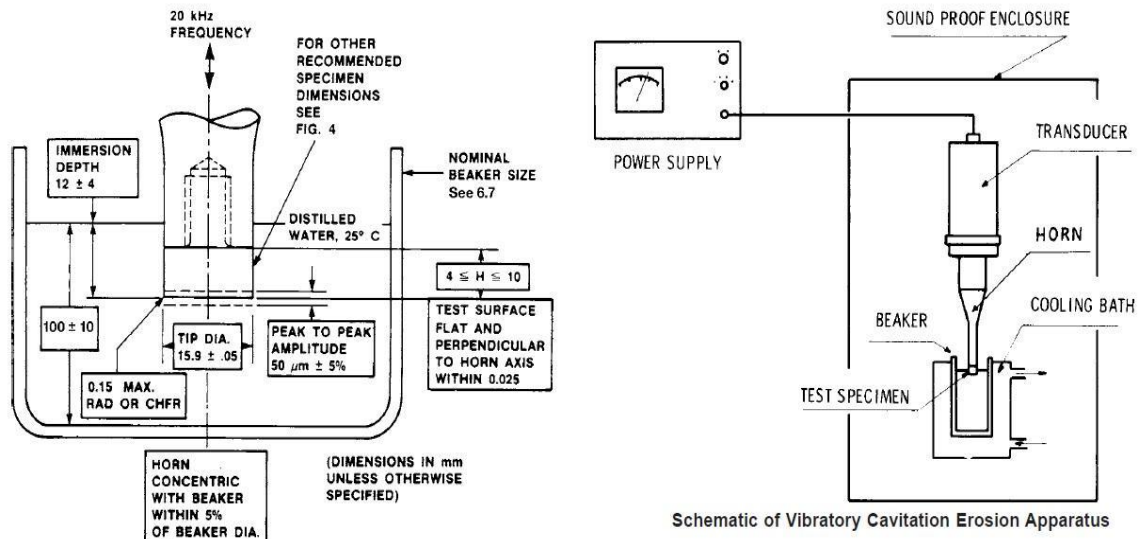 20 kHz
FREQUENCY
FOR OTHER
RECOMMENDED
SPECIMEN
DIMENSIONS
SEE
FIG. 4
IMMERSION
DEPTH
12 ± 4
NOMINAL
BEAKER SIZE
See 6.7
DISTILLED
WATER, 25° C
4 ≦ H ≦ 10
100 ± 10
TIP DIA.
15.9 ± .05
PEAK TO PEAK
AMPLITUDE
50 μm ± 5%
TEST SURFACE
FLAT AND
PERPENDICULAR
TO HORN AXIS
WITHIN 0.025
0.15 MAX.
RAD OR CHFR
HORN
CONCENTRIC
WITH BEAKER
WITHIN 5%
OF BEAKER DIA.
(DIMENSIONS IN mm
UNLESS OTHERWISE
SPECIFIED)
SOUND PROOF ENCLOSURE
POWER SUPPLY
TRANSDUCER
HORN
COOLING BATH
BEAKER
TEST SPECIMEN
Schematic of Vibratory Cavitation Erosion Apparatus